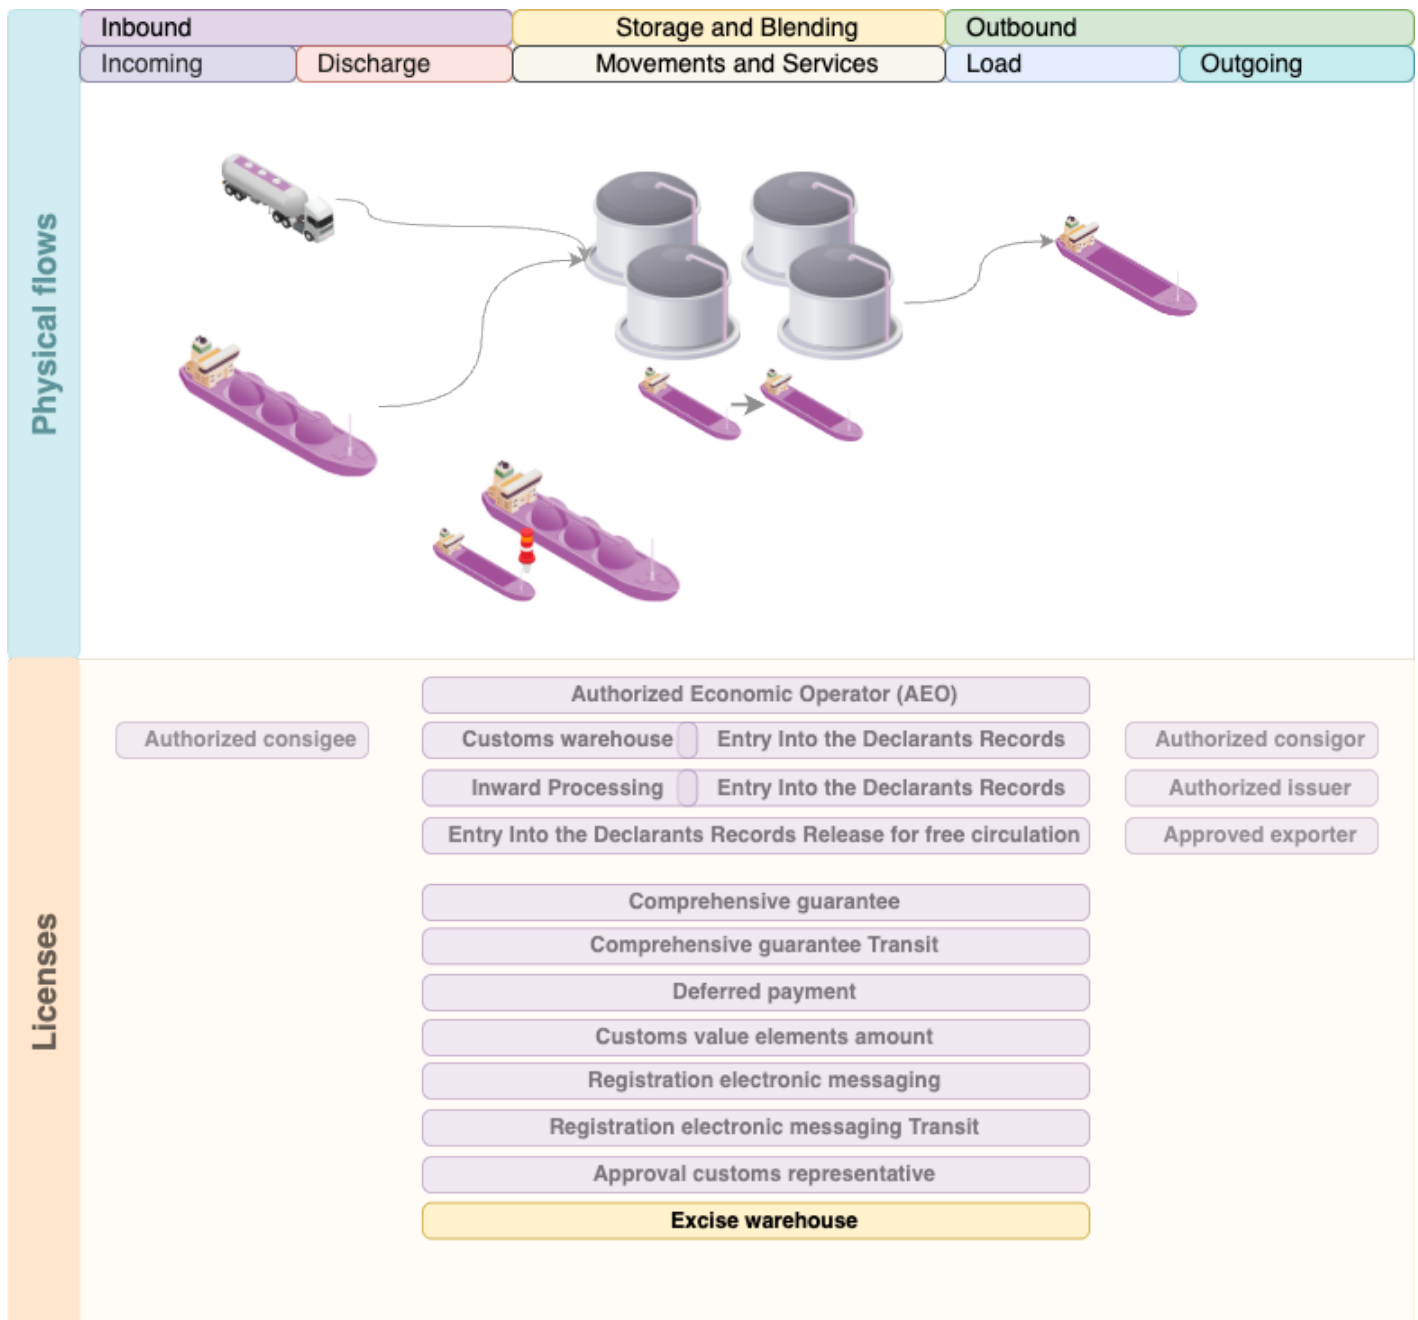 Inbound
Storage and Blending
Outbound
Incoming
Discharge
Movements and Services
Load
Outgoing
Physical flows
Licenses
Authorized Economic Operator (AEO)
Authorized consigee
Customs warehouse
Entry Into the Declarants Records
Authorized consigor
Inward Processing
Entry Into the Declarants Records
Authorized issuer
Entry Into the Declarants Records Release for free circulation
Approved exporter
Comprehensive guarantee
Comprehensive guarantee Transit
Deferred payment
Customs value elements amount
Registration electronic messaging
Registration electronic messaging Transit
Approval customs representative
Excise warehouse